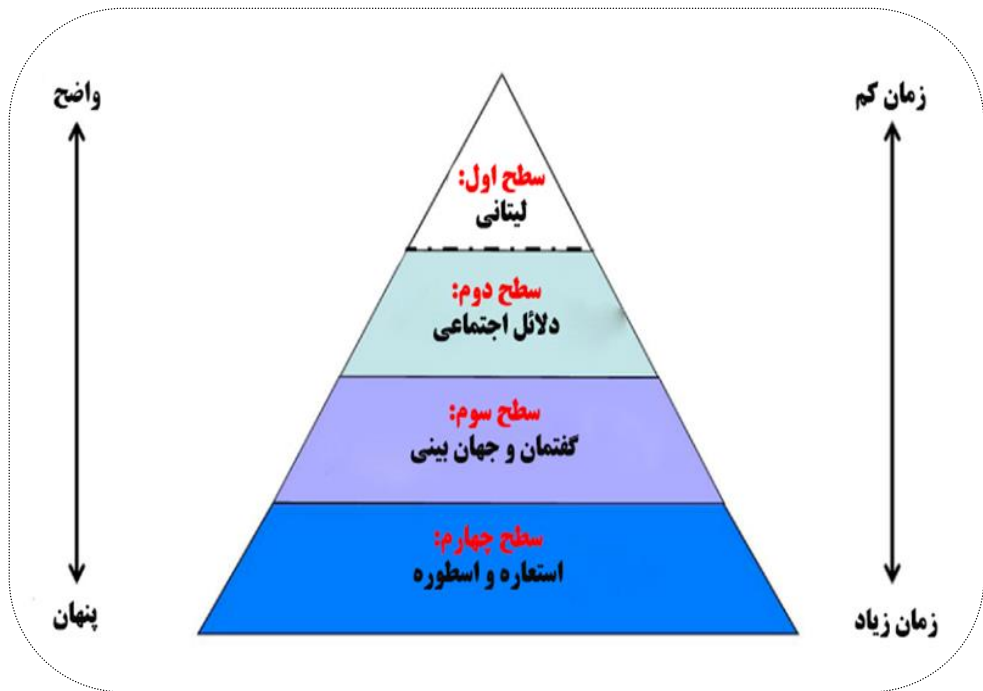 واضح
زمان کم
سطح اول:
لیتانی
سطح دوم:
دلائل اجتماعی
سطح سوم:
گفتمان و جهان بینی
سطح چهارم:
استعاره و اسطوره
پنهان
زمان زیاد